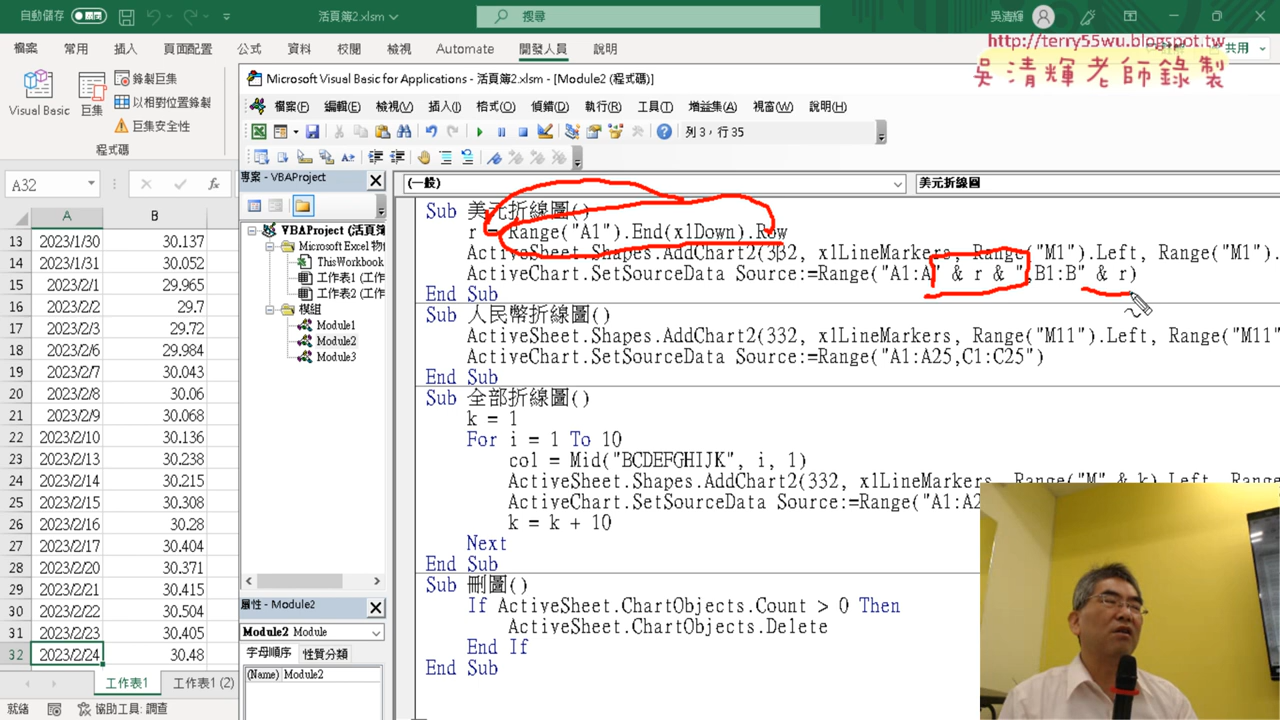 自動儲存
活頁簿2.xlsm
搜尋
吳清輝
http://terry55wu.blogspot.tw
吳清輝老師錄製
檔案 常用 插入 頁面配置 公式 資料 校閱 檢視 Automate 開發人員 說明 共用
Visual Basic
巨集
錄製巨集
以相對位置錄製
巨集安全性
程式碼
A32
fx
A B
13 2023/1/30 30.137
14 2023/1/31 30.052
15 2023/2/1 29.965
16 2023/2/2 29.7
17 2023/2/3 29.72
18 2023/2/6 29.984
19 2023/2/7 30.043
20 2023/2/8 30.06
21 2023/2/9 30.068
22 2023/2/10 30.136
23 2023/2/13 30.238
24 2023/2/14 30.215
25 2023/2/15 30.308
26 2023/2/16 30.28
27 2023/2/17 30.404
28 2023/2/20 30.371
29 2023/2/21 30.415
30 2023/2/22 30.504
31 2023/2/23 30.405
32 2023/2/24 30.48
工作表1 工作表1 (2)
就緒 協助工具: 調查
Microsoft Visual Basic for Applications - 活頁簿2.xlsm - [Module2 (程式碼)]
檔案(F) 編輯(E) 檢視(V) 插入(I) 格式(O) 偵錯(D) 執行(R) 工具(T) 增益集(A) 視窗(W) 說明(H)
列 3，行 35
專案 - VBAProject
VBAProject (活頁簿
Microsoft Excel 物件
ThisWorkbook
工作表1 (工作
工作表2 (工作
模組
Module1
Module2
Module3
屬性 - Module2
Module2 Module
字母順序 性質分類
(Name) Module2
(一般) 美元折線圖
Sub 美元折線圖()
r = Range("A1").End(xlDown).Row
ActiveSheet.Shapes.AddChart2(332, xlLineMarkers, Range("M1").Left, Range("M1").
ActiveChart.SetSourceData Source:=Range("A1:A" & r & ",B1:B" & r)
End Sub
Sub 人民幣折線圖()
ActiveSheet.Shapes.AddChart2(332, xlLineMarkers, Range("M11").Left, Range("M11"
ActiveChart.SetSourceData Source:=Range("A1:A25,C1:C25")
End Sub
Sub 全部折線圖()
k = 1
For i = 1 To 10
col = Mid("BCDEFGHIJK", i, 1)
ActiveSheet.Shapes.AddChart2(332, xlLineMarkers, Range("M" & k).Left, Range
ActiveChart.SetSourceData Source:=Range("A1:A2
k = k + 10
Next
End Sub
Sub 刪圖()
If ActiveSheet.ChartObjects.Count > 0 Then
ActiveSheet.ChartObjects.Delete
End If
End Sub